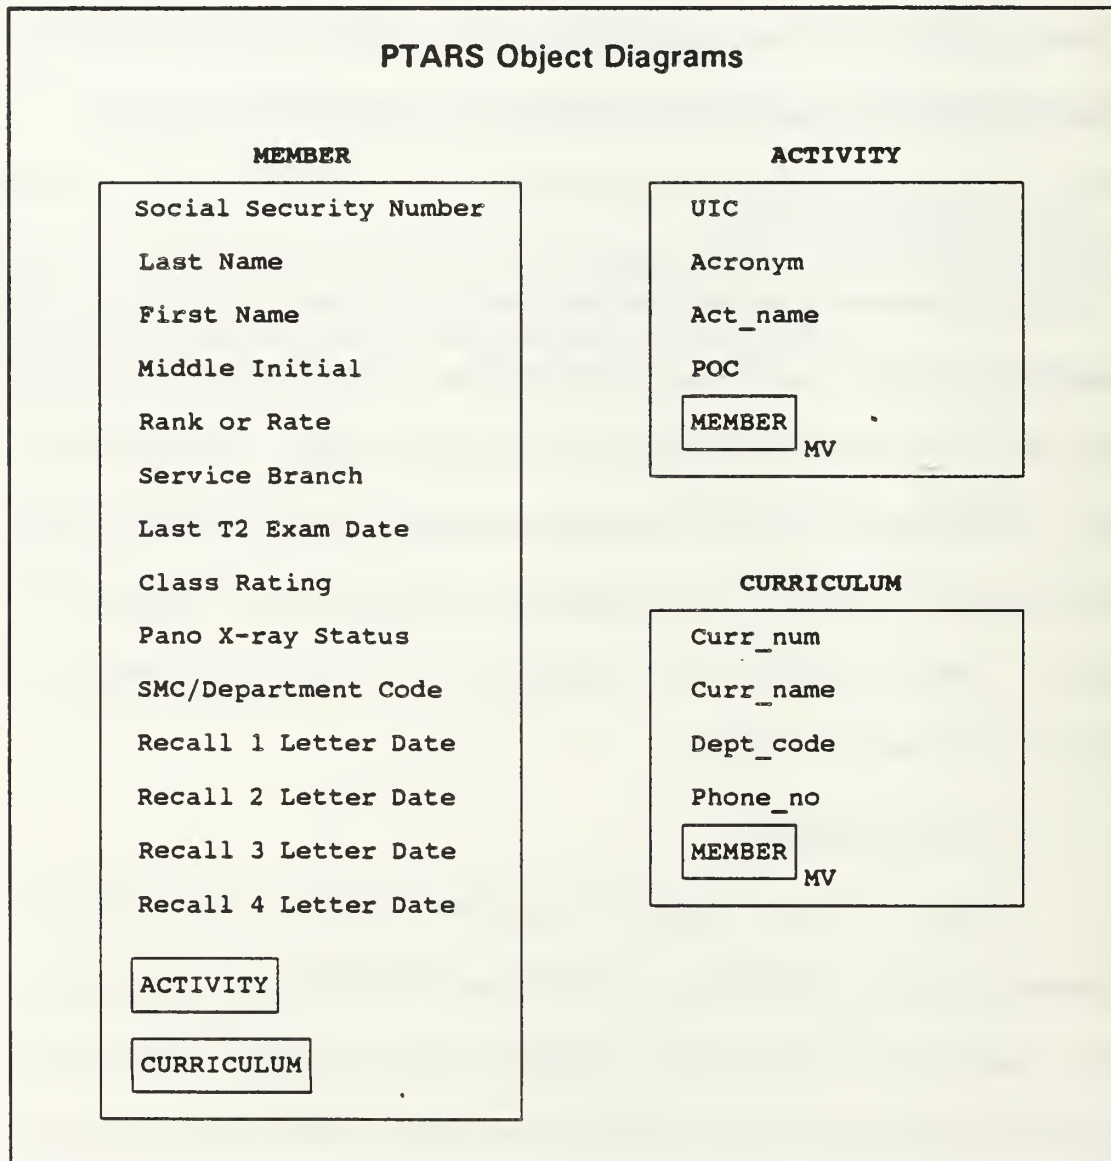 PTARS Object Diagrams
MEMBER
Social Security Number
Last Name
First Name
Middle Initial
Rank or Rate
Service Branch
Last T2 Exam Date
Class Rating
Pano X-ray Status
SMC/Department Code
Recall 1 Letter Date
Recall 2 Letter Date
Recall 3 Letter Date
Recall 4 Letter Date
ACTIVITY
CURRICULUM
ACTIVITY
UIC
Acronym
Act_name
POC
MEMBER
MV
CURRICULUM
Curr_num
Curr_name
Dept_code
Phone_no
MEMBER
MV